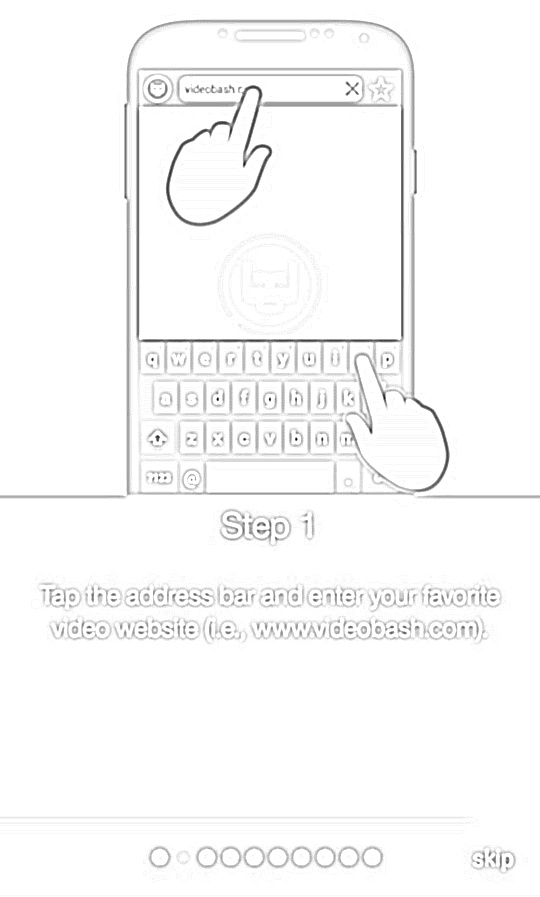 videobash.c
q w e r t y u i p
a s d f g h j k
z x c v b n m
?123 @ .
Step 1
Tap the address bar and enter your favorite
video website (i.e., www.videobash.com).
skip